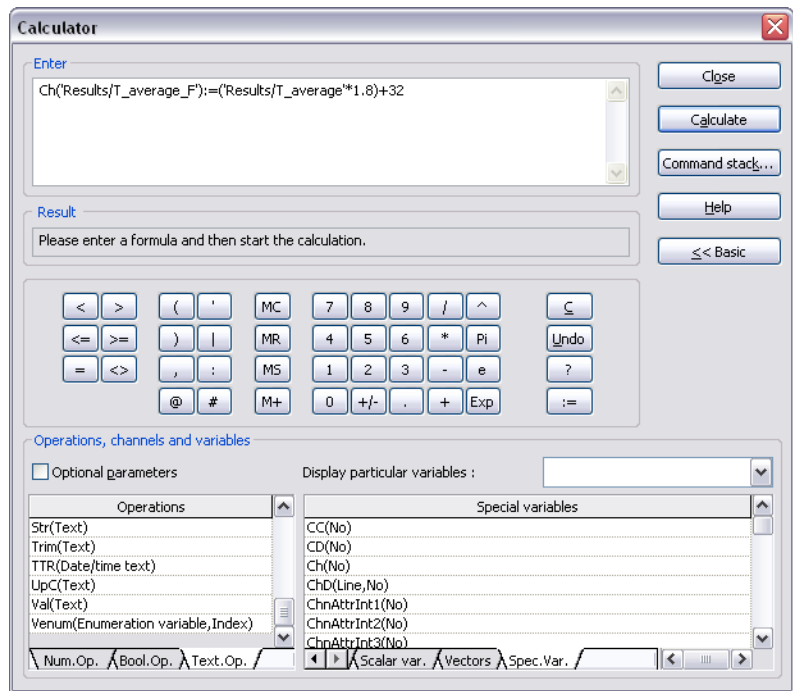 Calculator
Enter
Ch('Results/T_average_F'):=('Results/T_average'*1.8)+32
Close
Calculate
Command stack...
Help
<< Basic
Result
Please enter a formula and then start the calculation.
< > ( ' MC 7 8 9 / ^ C
<= >= ) | MR 4 5 6 * Pi Undo
= <> , : MS 1 2 3 - e ?
@ # M+ 0 +/- . + Exp :=
Operations, channels and variables
Optional parameters
Display particular variables :
Operations
Str(Text)
Trim(Text)
TTR(Date/time text)
UpC(Text)
Val(Text)
Venum(Enumeration variable,Index)
Num.Op. Bool.Op. Text.Op.
Special variables
CC(No)
CD(No)
Ch(No)
ChD(Line,No)
ChnAttrInt1(No)
ChnAttrInt2(No)
ChnAttrInt3(No)
Scalar var. Vectors Spec.Var.